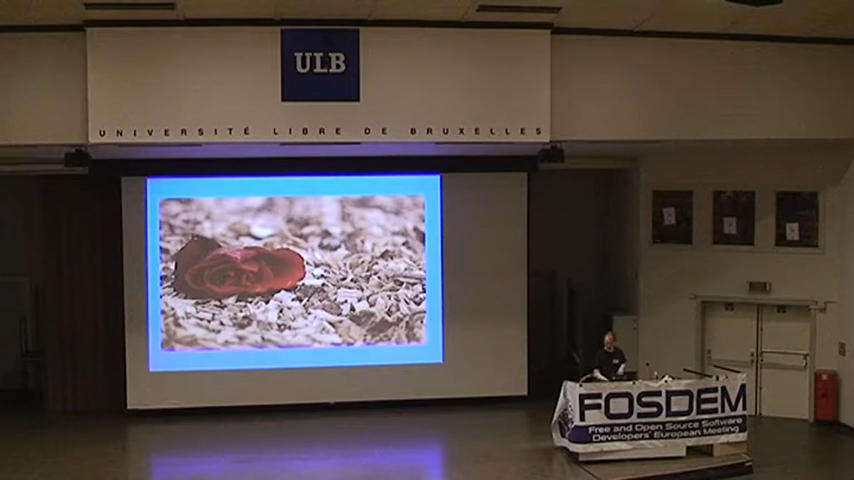 ULB
UNIVERSITÉ LIBRE DE BRUXELLES
FOSDEM
Free and Open Source Software
Developers' European Meeting